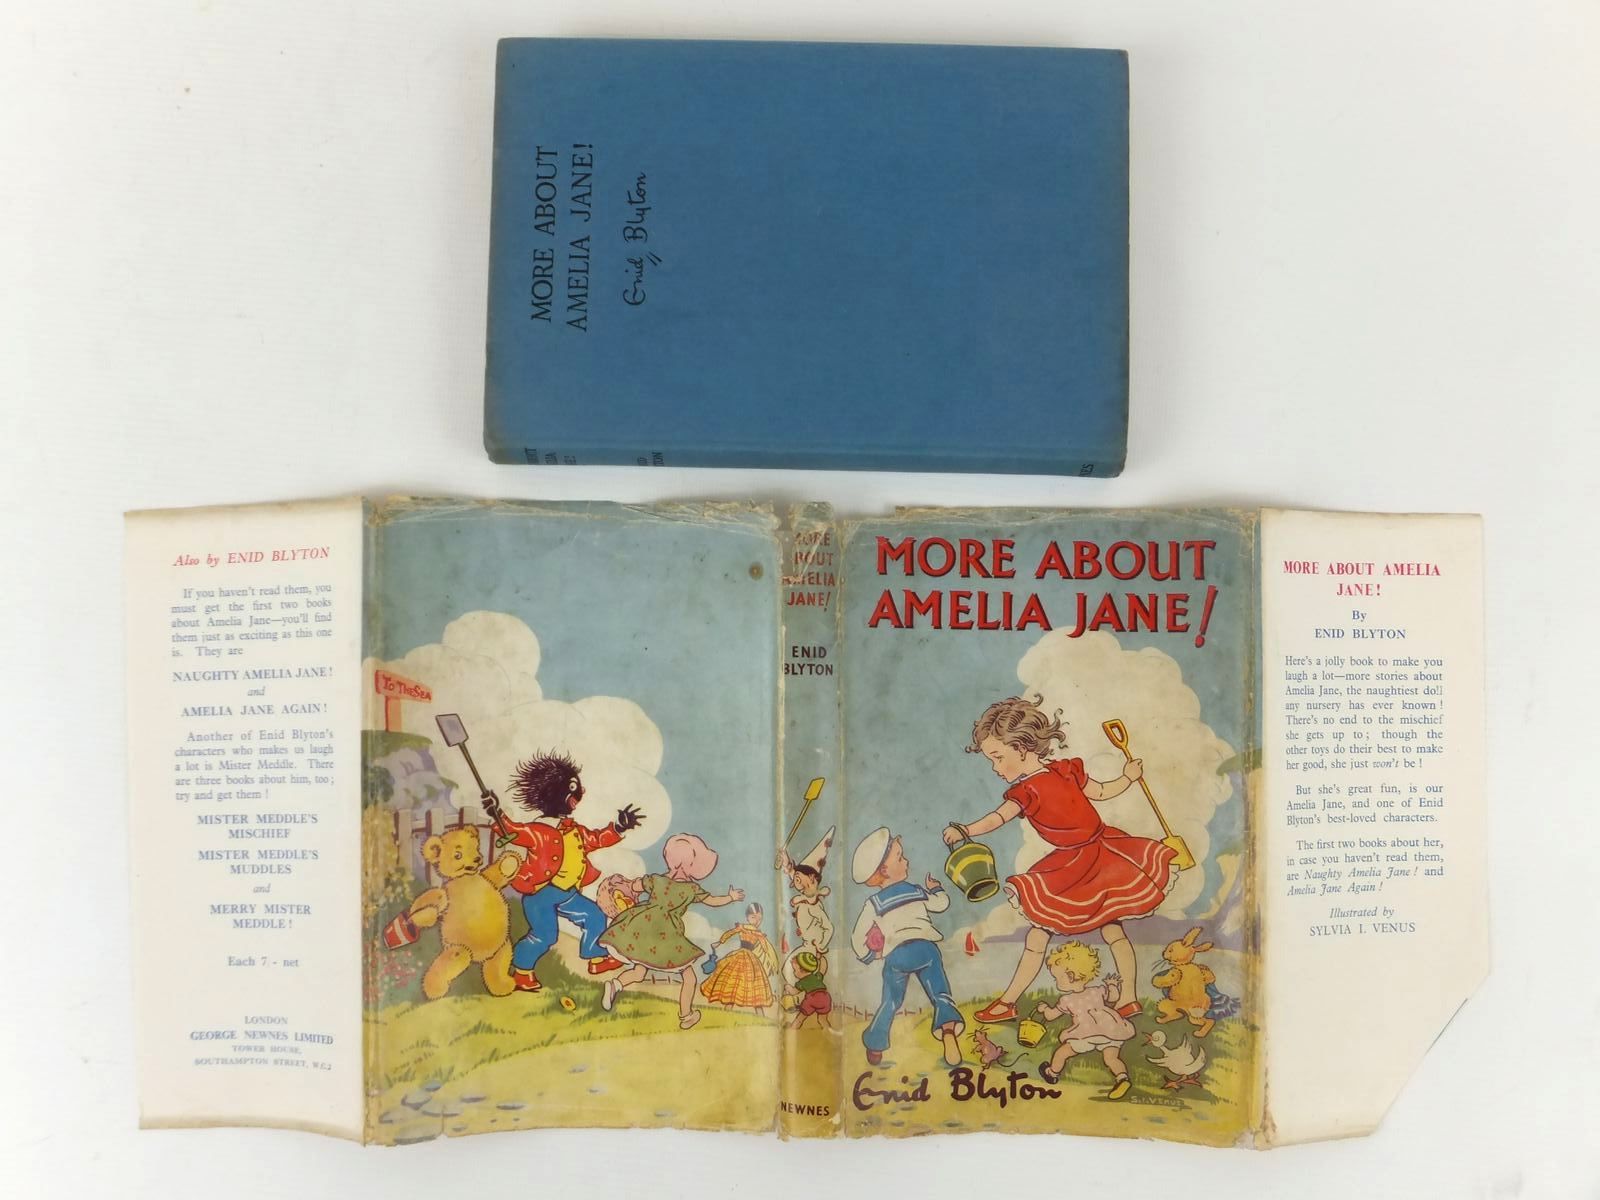 MORE ABOUT
AMELIA JANE!
Enid Blyton
Also by ENID BLYTON
If you haven't read them, you
must get the first two books
about Amelia Jane—you'll find
them just as exciting as this one
is. They are
NAUGHTY AMELIA JANE!
and
AMELIA JANE AGAIN!
Another of Enid Blyton's
characters who makes us laugh
a lot is Mister Meddle. There
are three books about him, too;
try and get them!
MISTER MEDDLE'S
MISCHIEF
MISTER MEDDLE'S
MUDDLES
and
MERRY MISTER
MEDDLE!
Each 7 - net
LONDON
GEORGE NEWNES LIMITED
TOWER HOUSE,
SOUTHAMPTON STREET, W.C.2
TO THE SEA
MORE
BOUT
AMELIA
JANE!
ENID
BLYTON
NEWNES
MORE ABOUT
AMELIA JANE!
Enid Blyton
S.I. VENUS
MORE ABOUT AMELIA
JANE!
By
ENID BLYTON
Here's a jolly book to make you
laugh a lot—more stories about
Amelia Jane, the naughtiest doll
any nursery has ever known!
There's no end to the mischief
she gets up to; though the
other toys do their best to make
her good, she just won't be!
But she's great fun, is our
Amelia Jane, and one of Enid
Blyton's best-loved characters.
The first two books about her,
in case you haven't read them,
are Naughty Amelia Jane! and
Amelia Jane Again!
Illustrated by
SYLVIA I. VENUS